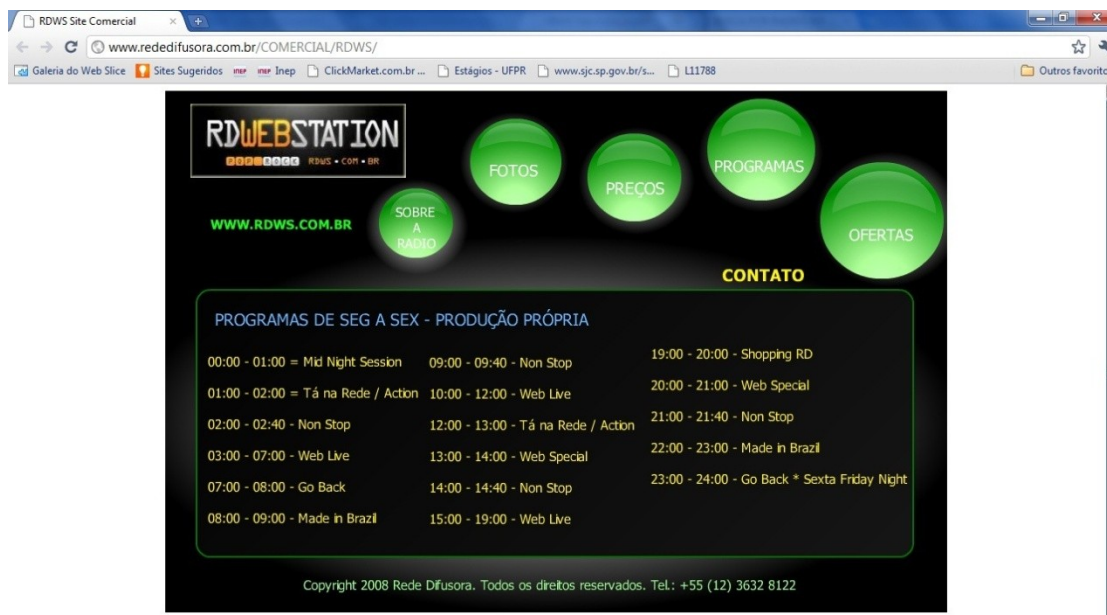 RDWS Site Comercial
www.rededifusora.com.br/COMERCIAL/RDWS/
Galeria do Web Slice
Sites Sugeridos
INEP Inep
ClickMarket.com.br ...
Estágios - UFPR
www.sjc.sp.gov.br/s...
L11788
Outros favorito
RDWEBSTATION
POP ROCK RDWS • COM • BR
FOTOS
PREÇOS
PROGRAMAS
OFERTAS
SOBRE
A
RADIO
WWW.RDWS.COM.BR
CONTATO
PROGRAMAS DE SEG A SEX - PRODUÇÃO PRÓPRIA
00:00 - 01:00 = Mid Night Session
01:00 - 02:00 = Tá na Rede / Action
02:00 - 02:40 - Non Stop
03:00 - 07:00 - Web Live
07:00 - 08:00 - Go Back
08:00 - 09:00 - Made in Brazil
09:00 - 09:40 - Non Stop
10:00 - 12:00 - Web Live
12:00 - 13:00 - Tá na Rede / Action
13:00 - 14:00 - Web Special
14:00 - 14:40 - Non Stop
15:00 - 19:00 - Web Live
19:00 - 20:00 - Shopping RD
20:00 - 21:00 - Web Special
21:00 - 21:40 - Non Stop
22:00 - 23:00 - Made in Brazil
23:00 - 24:00 - Go Back * Sexta Friday Night
Copyright 2008 Rede Difusora. Todos os direitos reservados. Tel.: +55 (12) 3632 8122